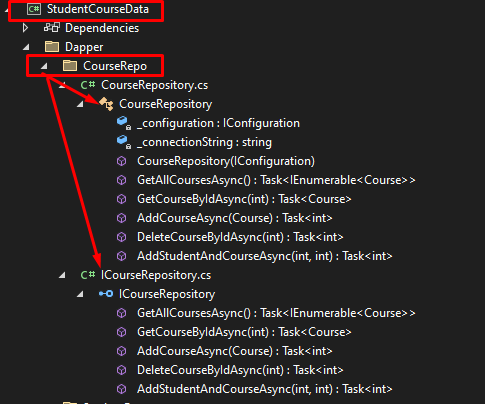 C# StudentCourseData
Dependencies
Dapper
CourseRepo
C# CourseRepository.cs
CourseRepository
_configuration : IConfiguration
_connectionString : string
CourseRepository(IConfiguration)
GetAllCoursesAsync() : Task<IEnumerable<Course>>
GetCourseByIdAsync(int) : Task<Course>
AddCourseAsync(Course) : Task<int>
DeleteCourseByIdAsync(int) : Task<int>
AddStudentAndCourseAsync(int, int) : Task<int>
C# ICourseRepository.cs
ICourseRepository
GetAllCoursesAsync() : Task<IEnumerable<Course>>
GetCourseByIdAsync(int) : Task<Course>
AddCourseAsync(Course) : Task<int>
DeleteCourseByIdAsync(int) : Task<int>
AddStudentAndCourseAsync(int, int) : Task<int>